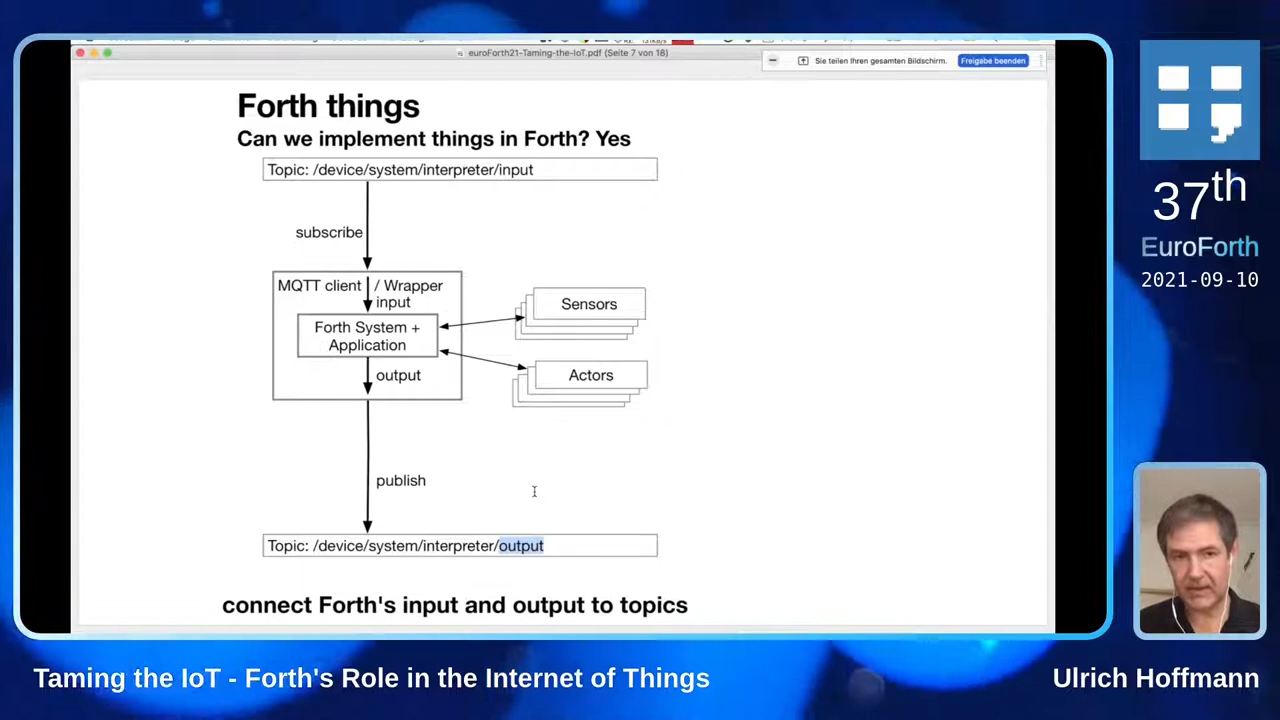 euroForth21-Taming-the-IoT.pdf (Seite 7 von 18)
Sie teilen Ihren gesamten Bildschirm.
Freigabe beenden
Forth things
Can we implement things in Forth? Yes
Topic: /device/system/interpreter/input
subscribe
MQTT client / Wrapper
input
Forth System +
Application
output
Sensors
Actors
publish
Topic: /device/system/interpreter/output
connect Forth's input and output to topics
37th
EuroForth
2021-09-10
Taming the IoT - Forth's Role in the Internet of Things
Ulrich Hoffmann